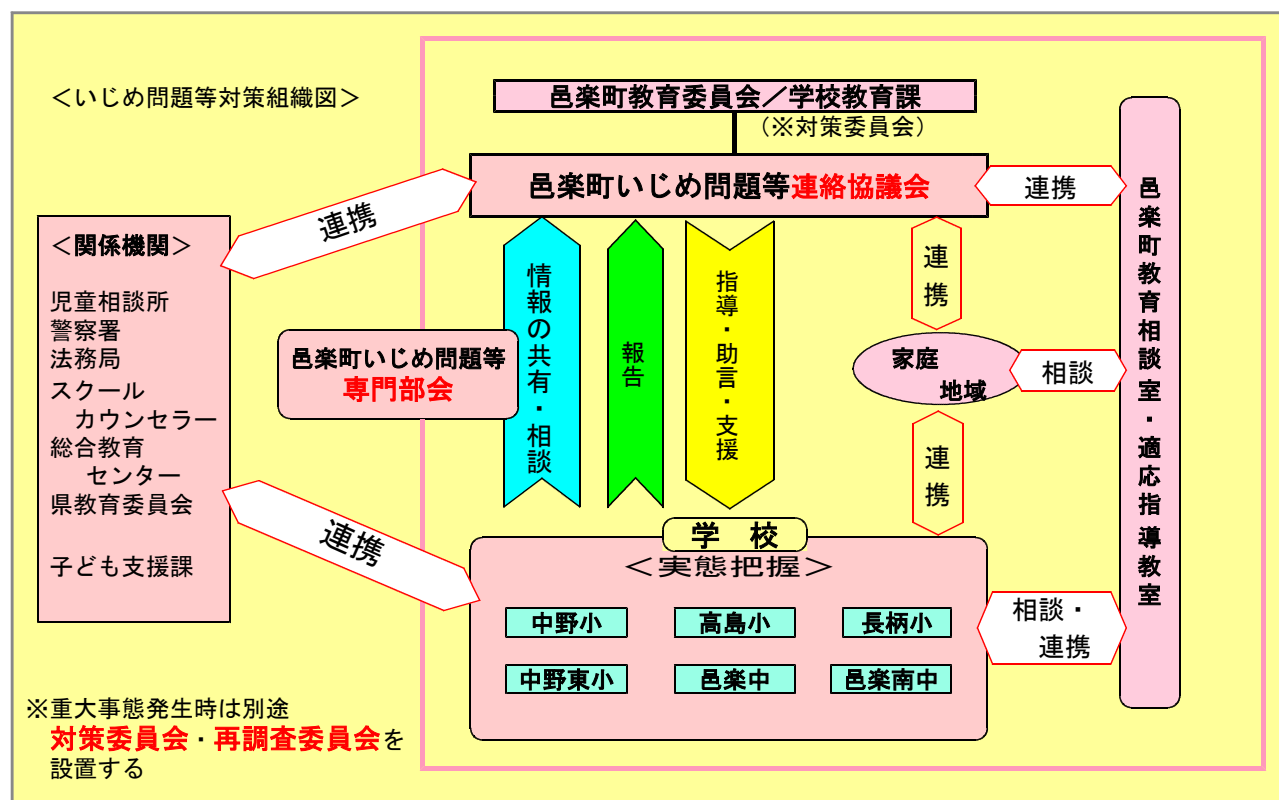 ＜いじめ問題等対策組織図＞
邑楽町教育委員会／学校教育課
（※対策委員会）
邑楽町いじめ問題等連絡協議会
連携
連携
＜関係機関＞
児童相談所
警察署
法務局
スクール
カウンセラー
総合教育
センター
県教育委員会
子ども支援課
邑楽町いじめ問題等
専門部会
情報の共有・相談
報告
指導・助言・支援
連携
家庭
地域
相談
連携
邑楽町教育相談室・適応指導教室
連携
学　校
＜実態把握＞
中野小
高島小
長柄小
中野東小
邑楽中
邑楽南中
相談・
連携
※重大事態発生時は別途
対策委員会・再調査委員会を
設置する